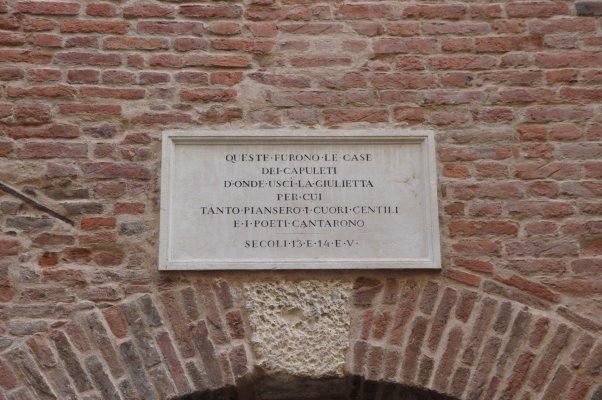 QUESTE·FURONO·LE·CASE
DEI·CAPULETI
D'ONDE·USCÌ·LA·GIULIETTA
PER·CUI
TANTO·PIANSERO·I·CUORI·GENTILI
E·I·POETI·CANTARONO
SECOLI·13·E·14·E·V·